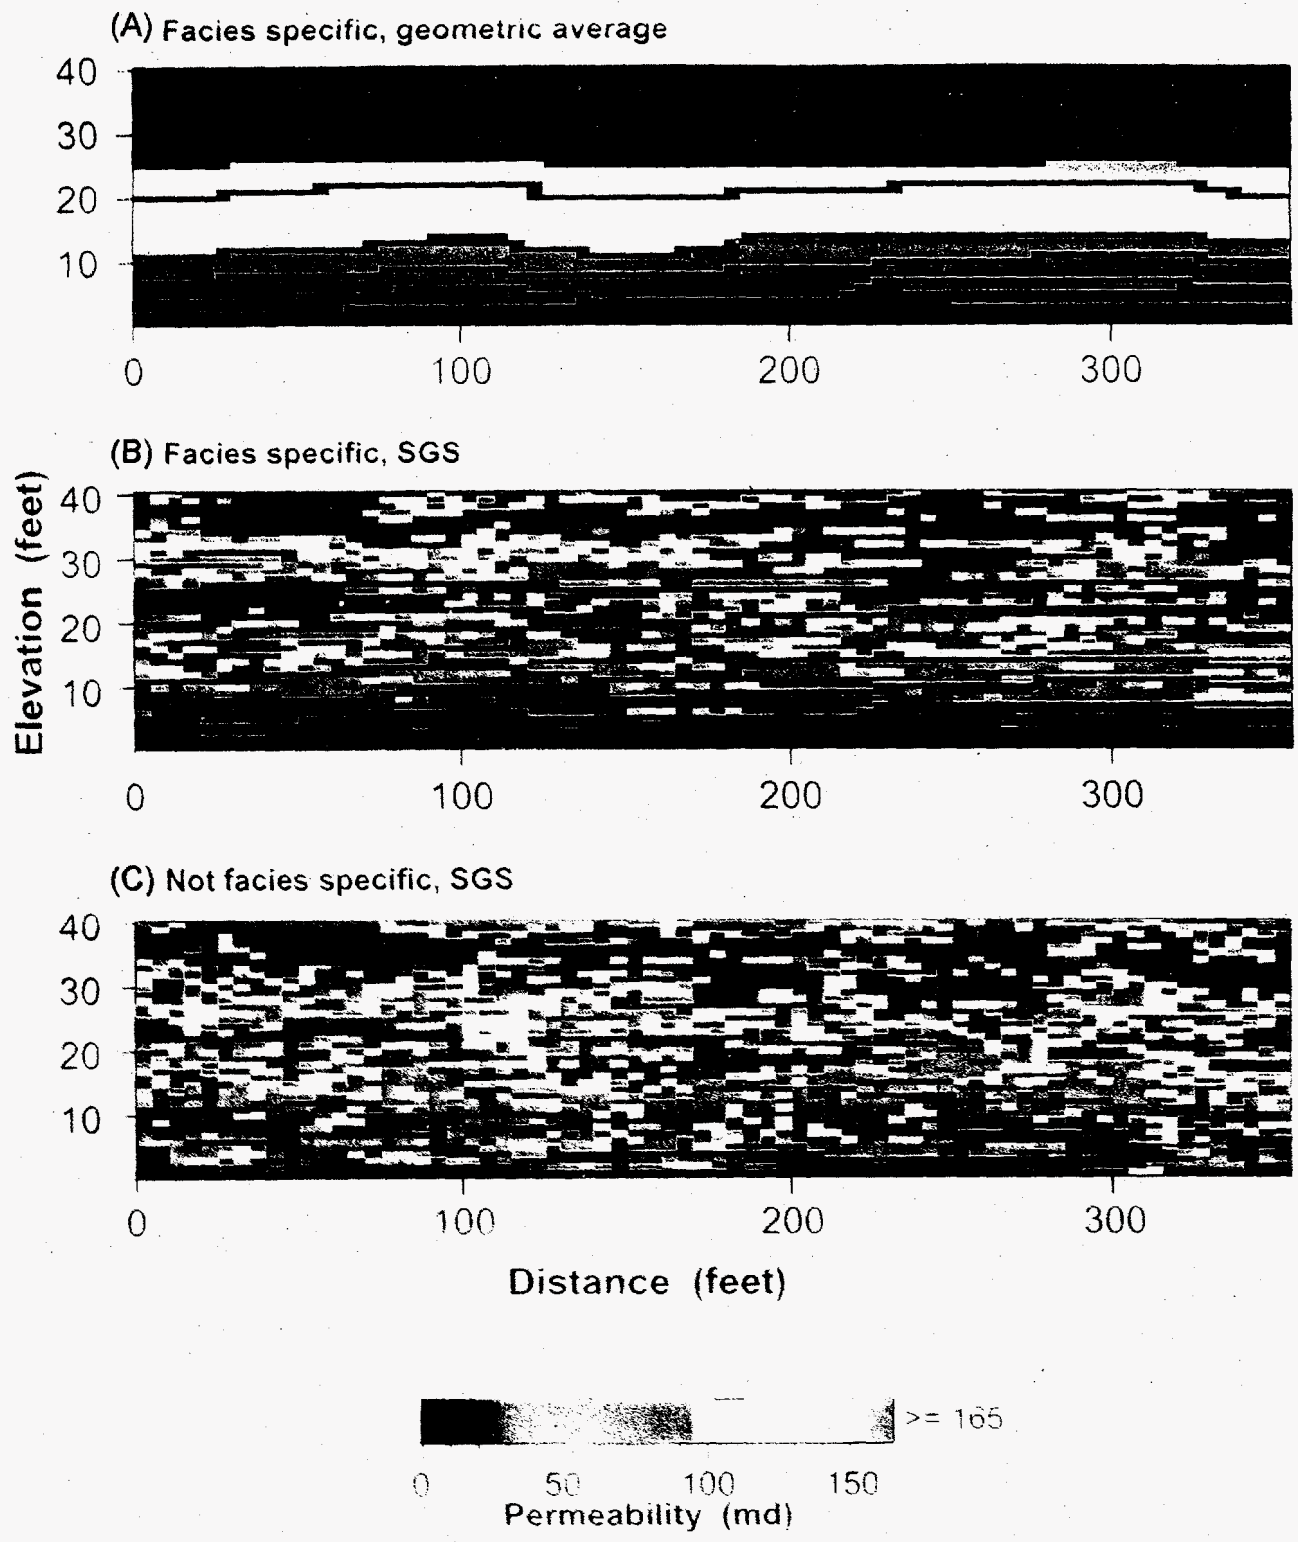 (A) Facies specific, geometric average
40
30
20
10
0 100 200 300
(B) Facies specific, SGS
40
30
20
10
0 100 200 300
Elevation (feet)
(C) Not facies specific, SGS
40
30
20
10
0 100 200 300
Distance (feet)
>= 165
0 50 100 150
Permeability (md)